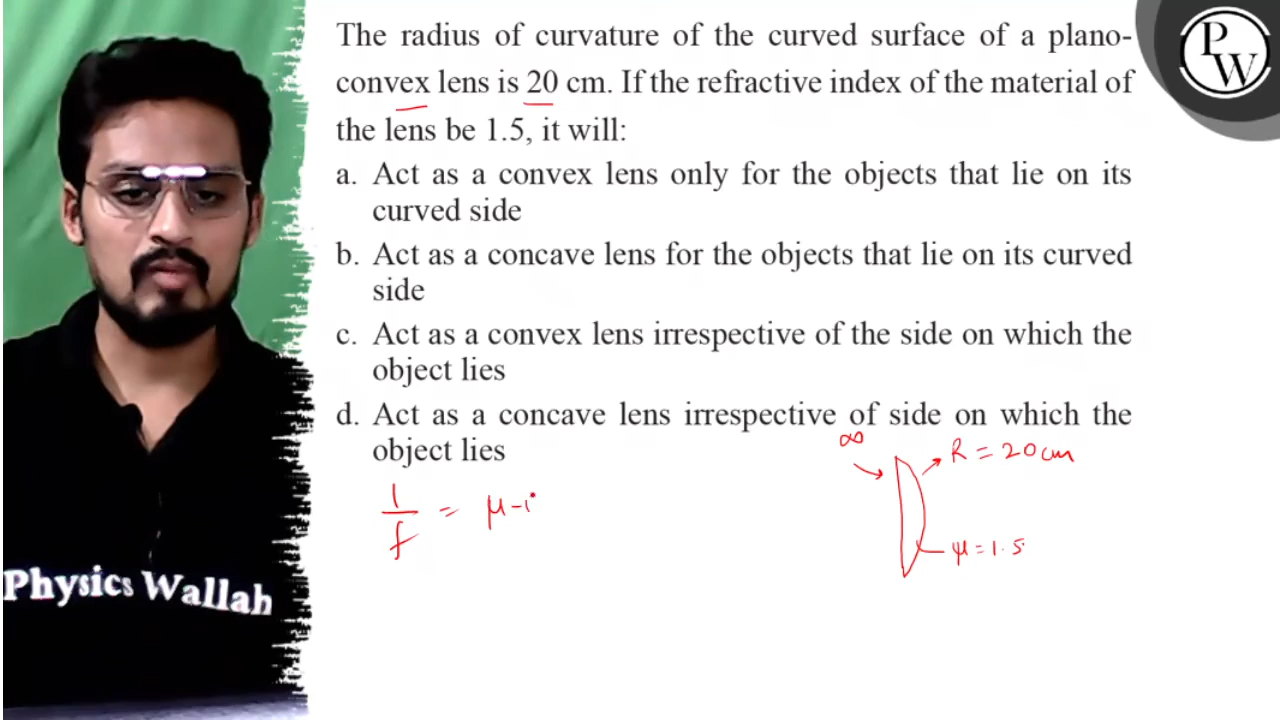 The radius of curvature of the curved surface of a plano-
convex lens is 20 cm. If the refractive index of the material of
the lens be 1.5, it will:
a. Act as a convex lens only for the objects that lie on its
curved side
b. Act as a concave lens for the objects that lie on its curved
side
c. Act as a convex lens irrespective of the side on which the
object lies
d. Act as a concave lens irrespective of side on which the
object lies
∞
R = 20 cm
1/f = μ-1
μ = 1.5
Physics Wallah
PW